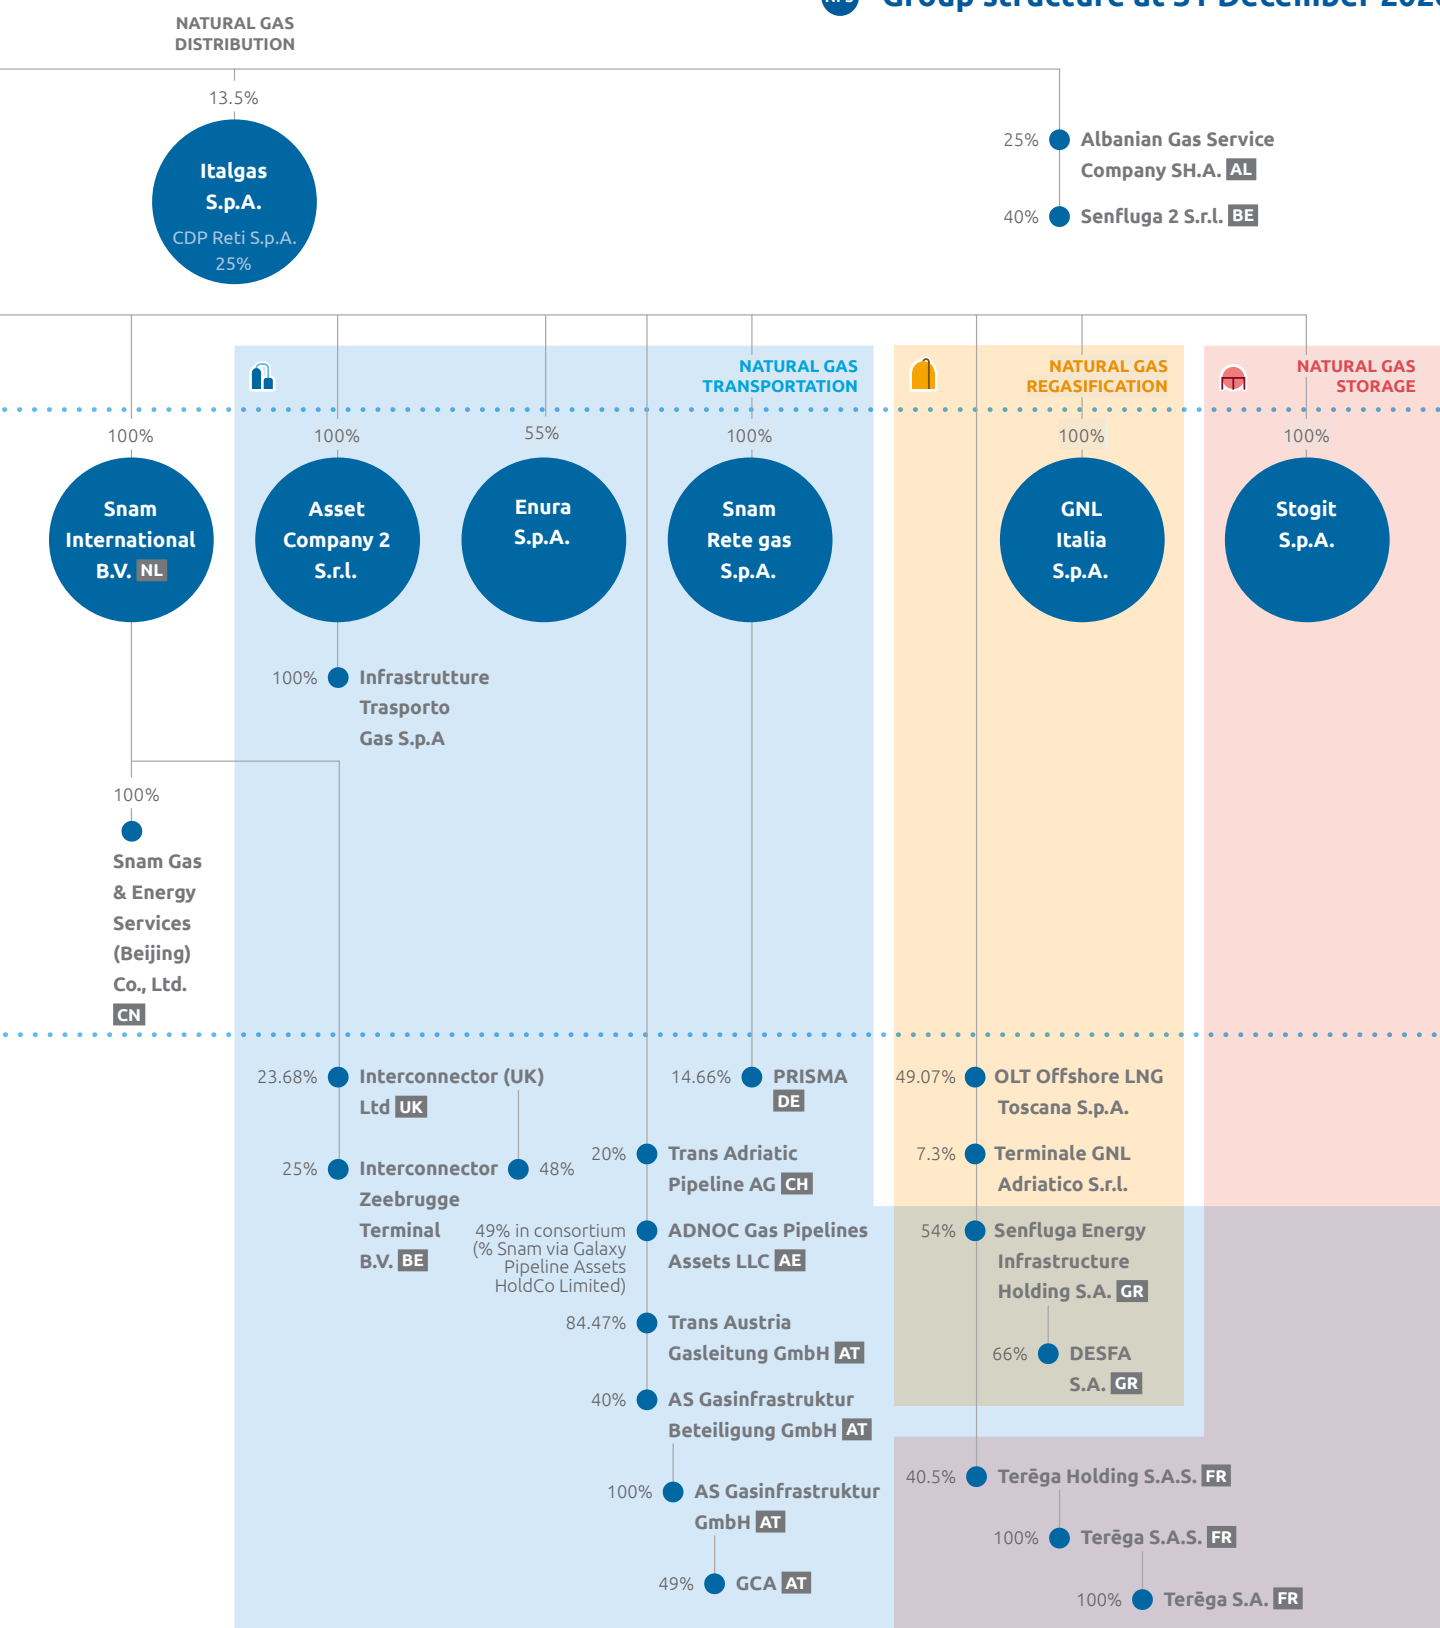 Group structure at 31 December 2020
NATURAL GAS
DISTRIBUTION
13.5%
Italgas
S.p.A.
CDP Reti S.p.A.
25%
25%
Albanian Gas Service
Company SH.A. AL
40%
Senfluga 2 S.r.l. BE
NATURAL GAS
TRANSPORTATION
NATURAL GAS
REGASIFICATION
NATURAL GAS
STORAGE
100%
Snam
International
B.V. NL
100%
Asset
Company 2
S.r.l.
55%
Enura
S.p.A.
100%
Snam
Rete gas
S.p.A.
100%
GNL
Italia
S.p.A.
100%
Stogit
S.p.A.
100%
Infrastrutture
Trasporto
Gas S.p.A
100%
Snam Gas
& Energy
Services
(Beijing)
Co., Ltd.
CN
23.68%
Interconnector (UK)
Ltd UK
25%
Interconnector
Zeebrugge
Terminal
B.V. BE
48%
14.66%
PRISMA
DE
20%
Trans Adriatic
Pipeline AG CH
49% in consortium
(% Snam via Galaxy
Pipeline Assets
HoldCo Limited)
ADNOC Gas Pipelines
Assets LLC AE
84.47%
Trans Austria
Gasleitung GmbH AT
40%
AS Gasinfrastruktur
Beteiligung GmbH AT
100%
AS Gasinfrastruktur
GmbH AT
49%
GCA AT
49.07%
OLT Offshore LNG
Toscana S.p.A.
7.3%
Terminale GNL
Adriatico S.r.l.
54%
Senfluga Energy
Infrastructure
Holding S.A. GR
66%
DESFA
S.A. GR
40.5%
Terēga Holding S.A.S. FR
100%
Terēga S.A.S. FR
100%
Terēga S.A. FR